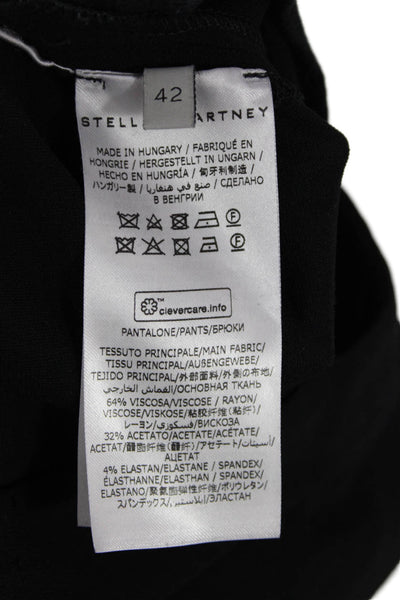 42
STELL ARTNEY
MADE IN HUNGARY / FABRIQUÉ EN
HONGRIE / HERGESTELLT IN UNGARN /
HECHO EN HUNGRÍA / 匈牙利制造 /
ハンガリー製 / صنع في هنغاريا / СДЕЛАНО
В ВЕНГРИИ
F
F
clevercare.info
PANTALONE/PANTS/БРЮКИ
TESSUTO PRINCIPALE/MAIN FABRIC/
TISSU PRINCIPAL/AUßENGEWEBE/
TEJIDO PRINCIPAL/外部面料/外側の布地/
القماش الخارجي/ОСНОВНАЯ ТКАНЬ
64% VISCOSA/VISCOSE / RAYON/
VISCOSE/VISKOSE/粘胶纤维(粘纤)/
レーヨン/فسكوزي/ВИСКОЗА
32% ACETATO/ACETATE/ACÉTATE/
ACETAT/醋酯纤维(醋纤)/アセテート/أسيتات/
АЦЕТАТ
4% ELASTAN/ELASTANE / SPANDEX/
ÉLASTHANNE/ELASTHAN / SPANDEX/
ELASTANO/聚氨酯弹性纤维/ポリウレタン/
スパンデックス/إيلاستين/ЭЛАСТАН